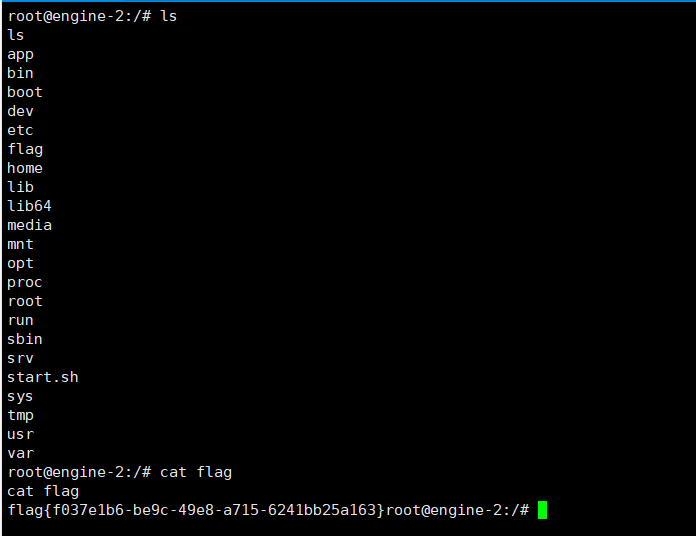 root@engine-2:/# ls
ls
app
bin
boot
dev
etc
flag
home
lib
lib64
media
mnt
opt
proc
root
run
sbin
srv
start.sh
sys
tmp
usr
var
root@engine-2:/# cat flag
cat flag
flag{f037e1b6-be9c-49e8-a715-6241bb25a163}root@engine-2:/#